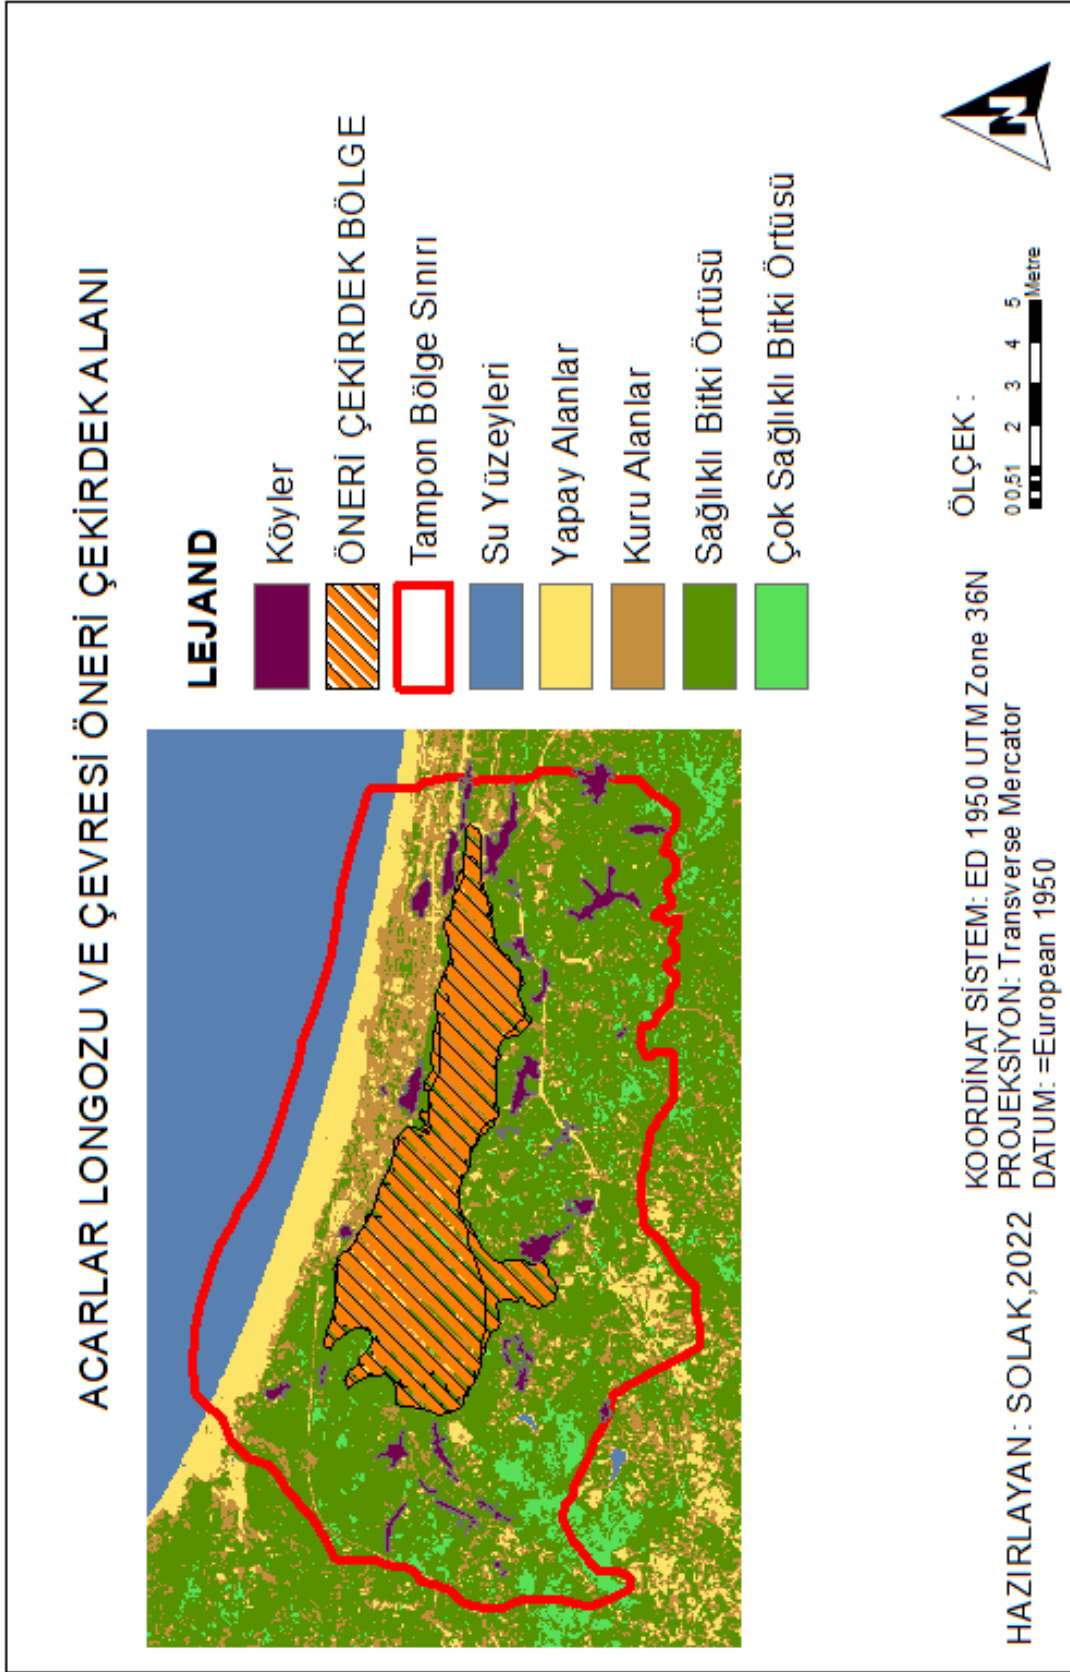 ACARLAR LONGOZU VE ÇEVRESİ ÖNERİ ÇEKİRDEK ALANI
LEJAND
Köyler
ÖNERİ ÇEKİRDEK BÖLGE
Tampon Bölge Sınırı
Su Yüzeyleri
Yapay Alanlar
Kuru Alanlar
Sağlıklı Bitki Örtüsü
Çok Sağlıklı Bitki Örtüsü
KOORDİNAT SİSTEM: ED 1950 UTM Zone 36N
HAZIRLAYAN: SOLAK,2022 PROJEKSİYON: Transverse Mercator
DATUM: =European 1950
ÖLÇEK :
0 0,51 2 3 4 5
Metre
N